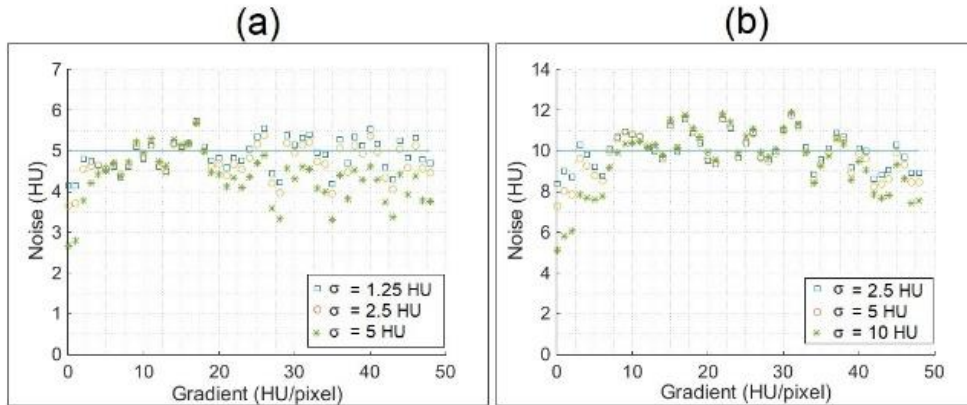 (a)
7
6
5
4
3
2
1
0
Noise (HU)
0 10 20 30 40 50
Gradient (HU/pixel)
σ = 1.25 HU
σ = 2.5 HU
σ = 5 HU
(b)
14
12
10
8
6
4
2
0
Noise (HU)
0 10 20 30 40 50
Gradient (HU/pixel)
σ = 2.5 HU
σ = 5 HU
σ = 10 HU